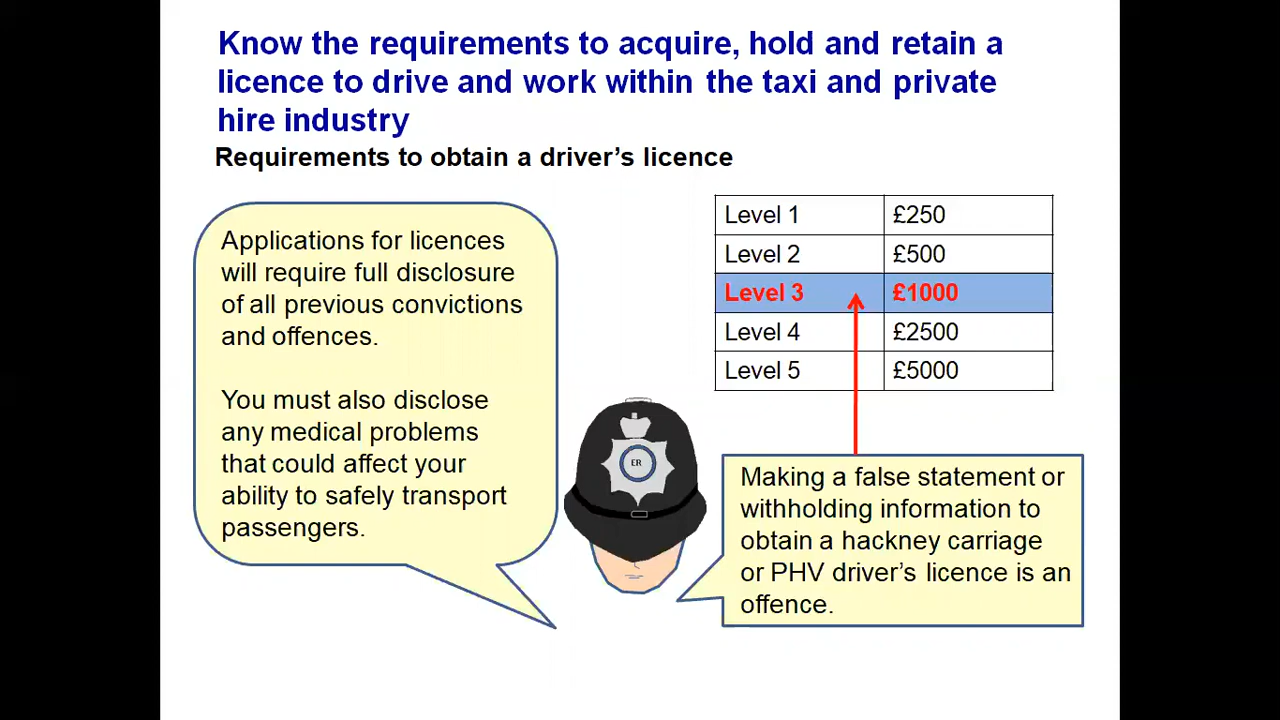 Know the requirements to acquire, hold and retain a
licence to drive and work within the taxi and private
hire industry
Requirements to obtain a driver's licence
Applications for licences
will require full disclosure
of all previous convictions
and offences.
You must also disclose
any medical problems
that could affect your
ability to safely transport
passengers.
Level 1 £250
Level 2 £500
Level 3 £1000
Level 4 £2500
Level 5 £5000
ER
Making a false statement or
withholding information to
obtain a hackney carriage
or PHV driver's licence is an
offence.